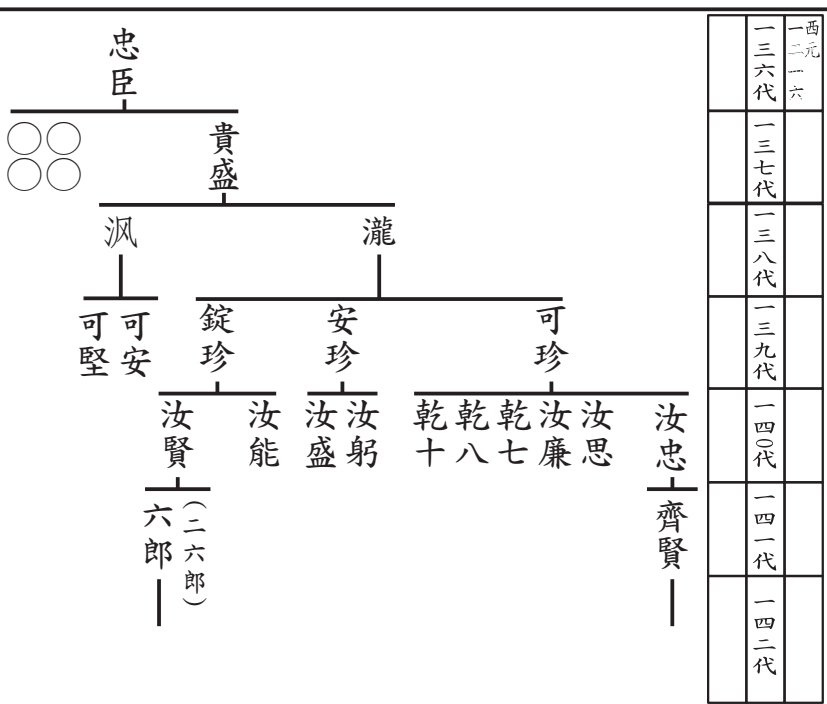 西元
一二一六
一三六代
一三七代
一三八代
一三九代
一四〇代
一四一代
一四二代
忠臣
貴盛
瀧
沨
可珍
安珍
錠珍
可安
可堅
汝忠
汝思
汝廉
乾七
乾八
乾十
汝躬
汝盛
汝能
汝賢
齊賢
(二六郎)
六郎